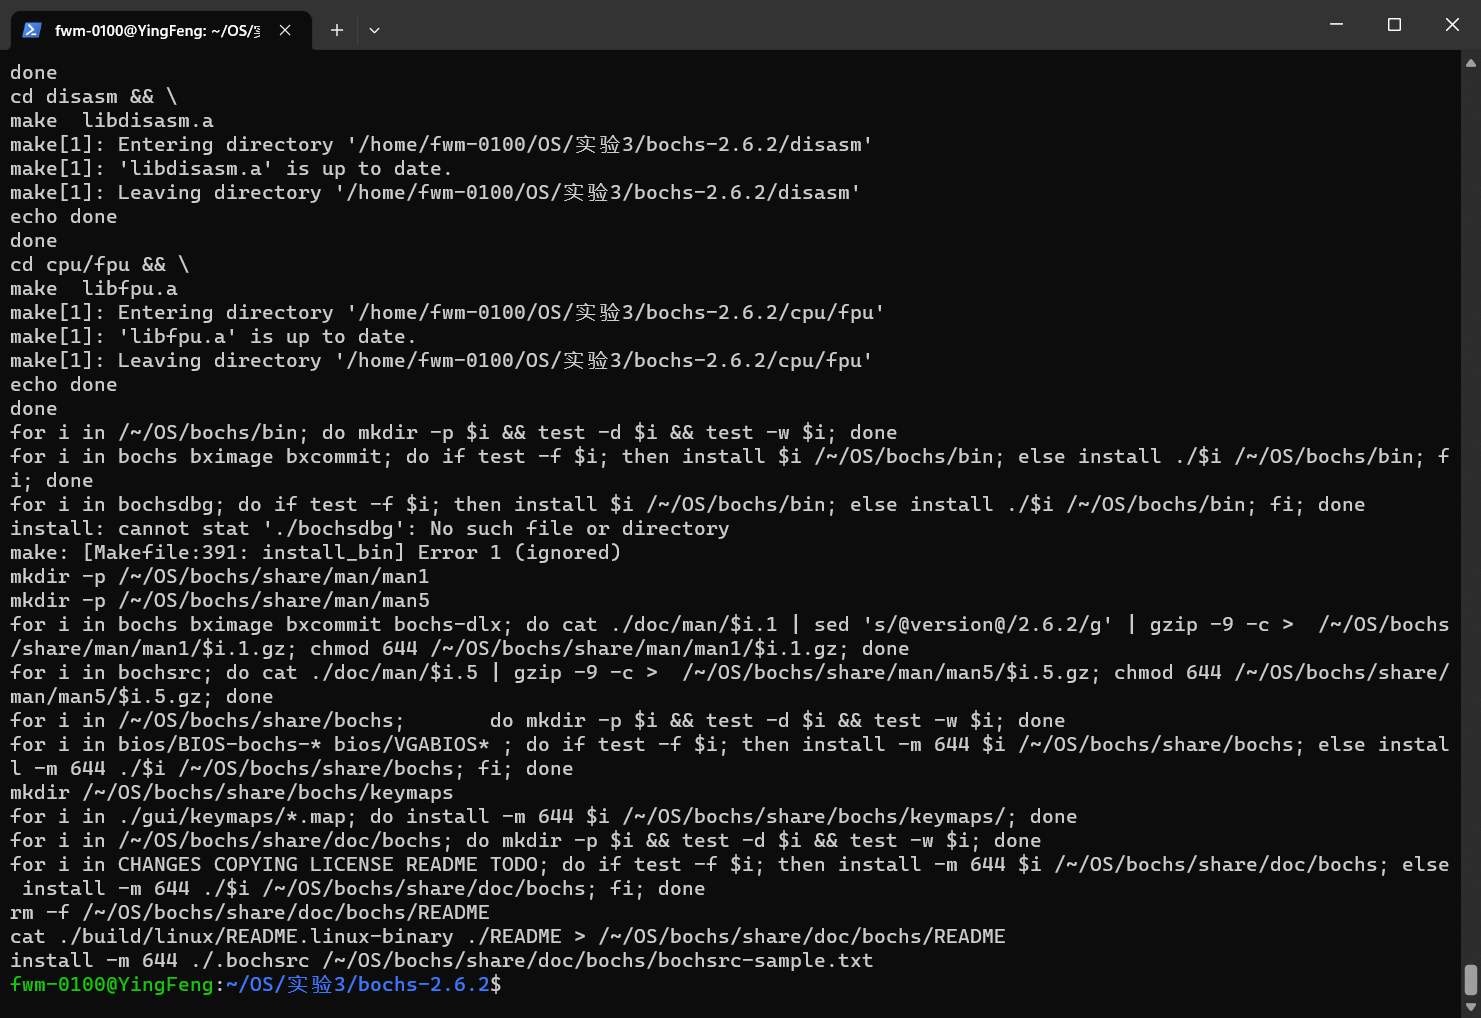 fwm-0100@YingFeng: ~/OS/实
done
cd disasm && \
make  libdisasm.a
make[1]: Entering directory '/home/fwm-0100/OS/实验3/bochs-2.6.2/disasm'
make[1]: 'libdisasm.a' is up to date.
make[1]: Leaving directory '/home/fwm-0100/OS/实验3/bochs-2.6.2/disasm'
echo done
done
cd cpu/fpu && \
make  libfpu.a
make[1]: Entering directory '/home/fwm-0100/OS/实验3/bochs-2.6.2/cpu/fpu'
make[1]: 'libfpu.a' is up to date.
make[1]: Leaving directory '/home/fwm-0100/OS/实验3/bochs-2.6.2/cpu/fpu'
echo done
done
for i in /~/OS/bochs/bin; do mkdir -p $i && test -d $i && test -w $i; done
for i in bochs bximage bxcommit; do if test -f $i; then install $i /~/OS/bochs/bin; else install ./$i /~/OS/bochs/bin; f
i; done
for i in bochsdbg; do if test -f $i; then install $i /~/OS/bochs/bin; else install ./$i /~/OS/bochs/bin; fi; done
install: cannot stat './bochsdbg': No such file or directory
make: [Makefile:391: install_bin] Error 1 (ignored)
mkdir -p /~/OS/bochs/share/man/man1
mkdir -p /~/OS/bochs/share/man/man5
for i in bochs bximage bxcommit bochs-dlx; do cat ./doc/man/$i.1 | sed 's/@version@/2.6.2/g' | gzip -9 -c >  /~/OS/bochs
/share/man/man1/$i.1.gz; chmod 644 /~/OS/bochs/share/man/man1/$i.1.gz; done
for i in bochsrc; do cat ./doc/man/$i.5 | gzip -9 -c >  /~/OS/bochs/share/man/man5/$i.5.gz; chmod 644 /~/OS/bochs/share/
man/man5/$i.5.gz; done
for i in /~/OS/bochs/share/bochs;       do mkdir -p $i && test -d $i && test -w $i; done
for i in bios/BIOS-bochs-* bios/VGABIOS* ; do if test -f $i; then install -m 644 $i /~/OS/bochs/share/bochs; else instal
l -m 644 ./$i /~/OS/bochs/share/bochs; fi; done
mkdir /~/OS/bochs/share/bochs/keymaps
for i in ./gui/keymaps/*.map; do install -m 644 $i /~/OS/bochs/share/bochs/keymaps/; done
for i in /~/OS/bochs/share/doc/bochs; do mkdir -p $i && test -d $i && test -w $i; done
for i in CHANGES COPYING LICENSE README TODO; do if test -f $i; then install -m 644 $i /~/OS/bochs/share/doc/bochs; else
 install -m 644 ./$i /~/OS/bochs/share/doc/bochs; fi; done
rm -f /~/OS/bochs/share/doc/bochs/README
cat ./build/linux/README.linux-binary ./README > /~/OS/bochs/share/doc/bochs/README
install -m 644 ./.bochsrc /~/OS/bochs/share/doc/bochs/bochsrc-sample.txt
fwm-0100@YingFeng:~/OS/实验3/bochs-2.6.2$